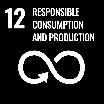 12 RESPONSIBLE
CONSUMPTION
AND PRODUCTION